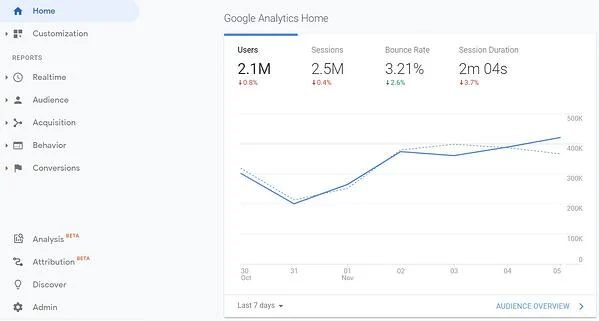 Home
Customization
REPORTS
Realtime
Audience
Acquisition
Behavior
Conversions
Analysis BETA
Attribution BETA
Discover
Admin
Google Analytics Home
Users Sessions Bounce Rate Session Duration
2.1M 2.5M 3.21% 2m 04s
↓0.8% ↓0.4% ↓2.6% ↓3.7%
500K
400K
300K
200K
100K
0
30 31 01 02 03 04 05
Oct Nov
Last 7 days AUDIENCE OVERVIEW